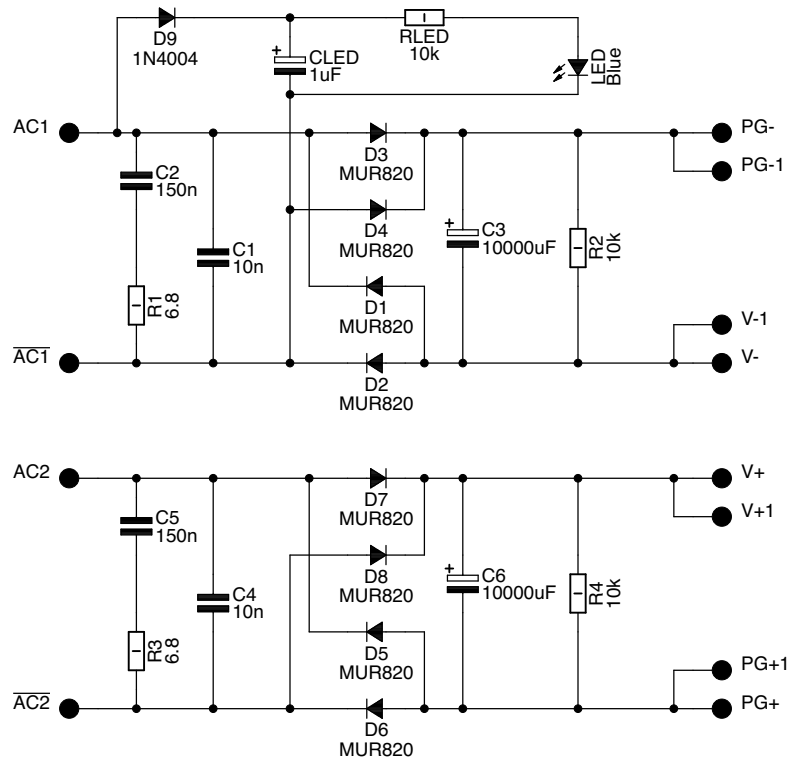 D9
1N4004
+
CLED
1uF
RLED
10k
LED
Blue
AC1
PG-
PG-1
C2
150n
D3
MUR820
D4
MUR820
C1
10n
+
C3
10000uF
R2
10k
R1
6.8
D1
MUR820
V-1
V-
AC1
D2
MUR820
AC2
V+
V+1
C5
150n
D7
MUR820
D8
MUR820
C4
10n
+
C6
10000uF
R4
10k
R3
6.8
D5
MUR820
PG+1
PG+
AC2
D6
MUR820